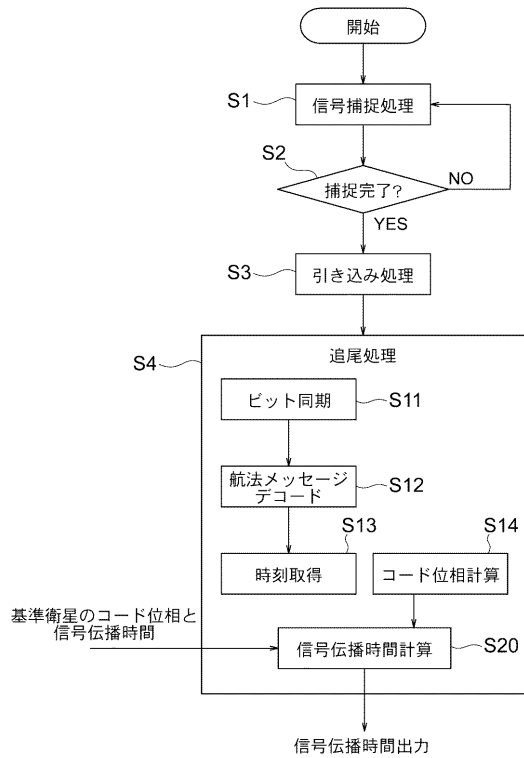 開始
S1
信号捕捉処理
S2
捕捉完了?
NO
YES
S3
引き込み処理
S4
追尾処理
ビット同期
S11
航法メッセージ
デコード
S12
S13
S14
時刻取得
コード位相計算
基準衛星のコード位相と
信号伝播時間
信号伝播時間計算
S20
信号伝播時間出力